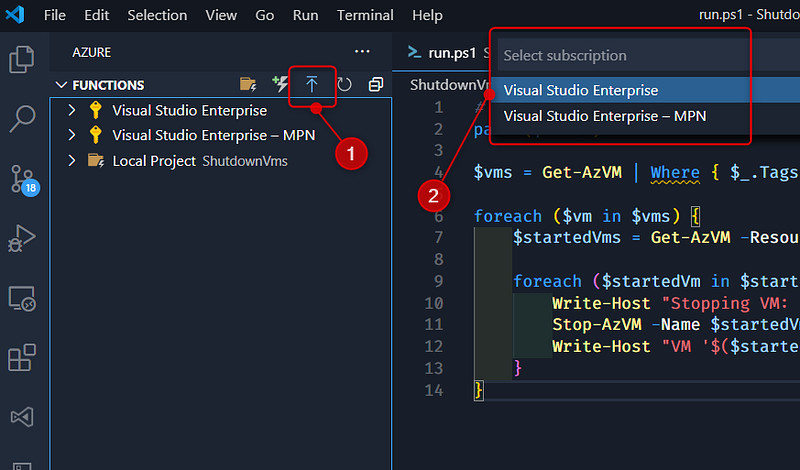 File Edit Selection View Go Run Terminal Help run.ps1 - Shutdo
AZURE
FUNCTIONS
Visual Studio Enterprise
Visual Studio Enterprise – MPN
Local Project ShutdownVms
18
1
run.ps1 S
Select subscription
Visual Studio Enterprise
Visual Studio Enterprise – MPN
2
ShutdownVm
1 #
2 pa
3
4 $vms = Get-AzVM | Where { $_.Tags
6 foreach ($vm in $vms) {
7 $startedVms = Get-AzVM -Resou
8
9 foreach ($startedVm in $start
10 Write-Host "Stopping VM:
11 Stop-AzVM -Name $startedVm
12 Write-Host "VM '$($starte
13 }
14 }